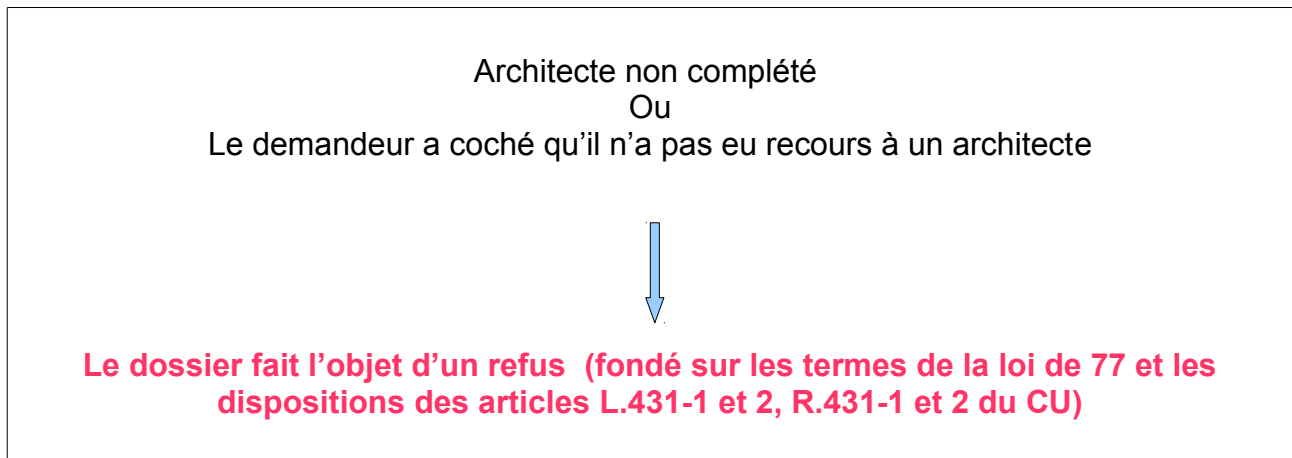 Architecte non complété
Ou
Le demandeur a coché qu’il n’a pas eu recours à un architecte
Le dossier fait l’objet d’un refus  (fondé sur les termes de la loi de 77 et les
dispositions des articles L.431-1 et 2, R.431-1 et 2 du CU)